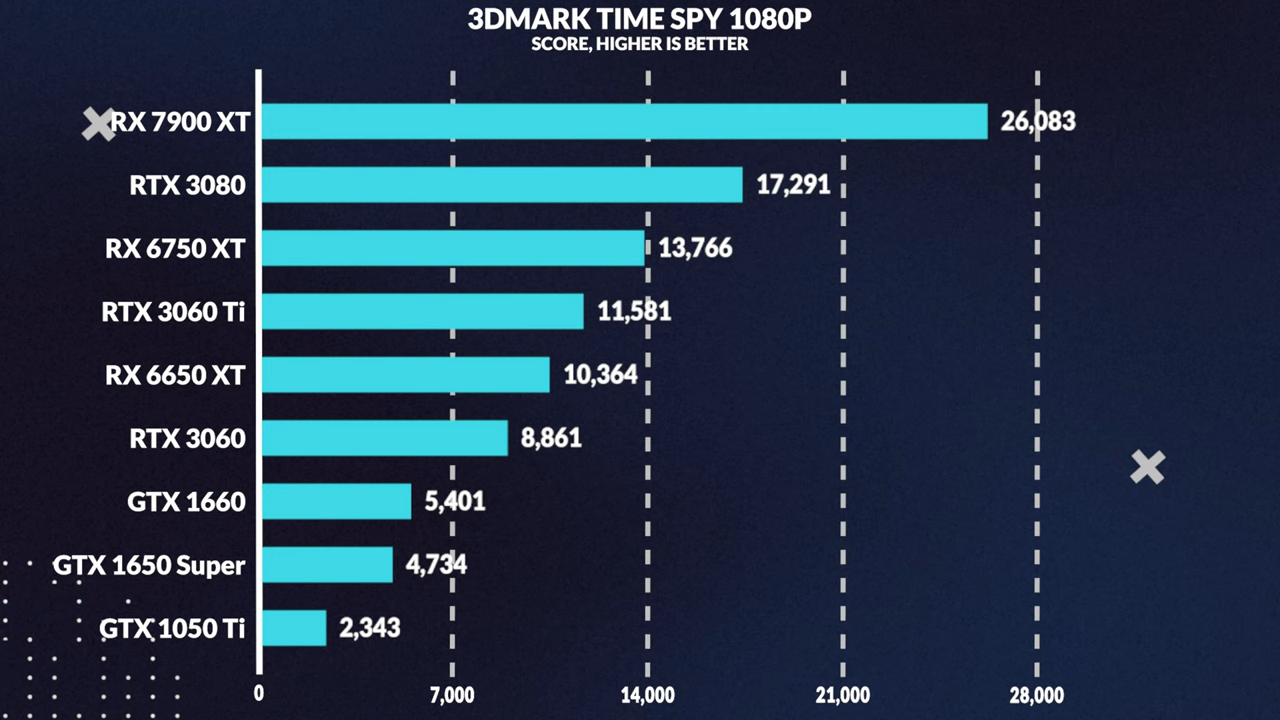 3DMARK TIME SPY 1080P
SCORE, HIGHER IS BETTER
RX 7900 XT 26,083
RTX 3080 17,291
RX 6750 XT 13,766
RTX 3060 Ti 11,581
RX 6650 XT 10,364
RTX 3060 8,861
GTX 1660 5,401
GTX 1650 Super 4,734
GTX 1050 Ti 2,343
0 7,000 14,000 21,000 28,000